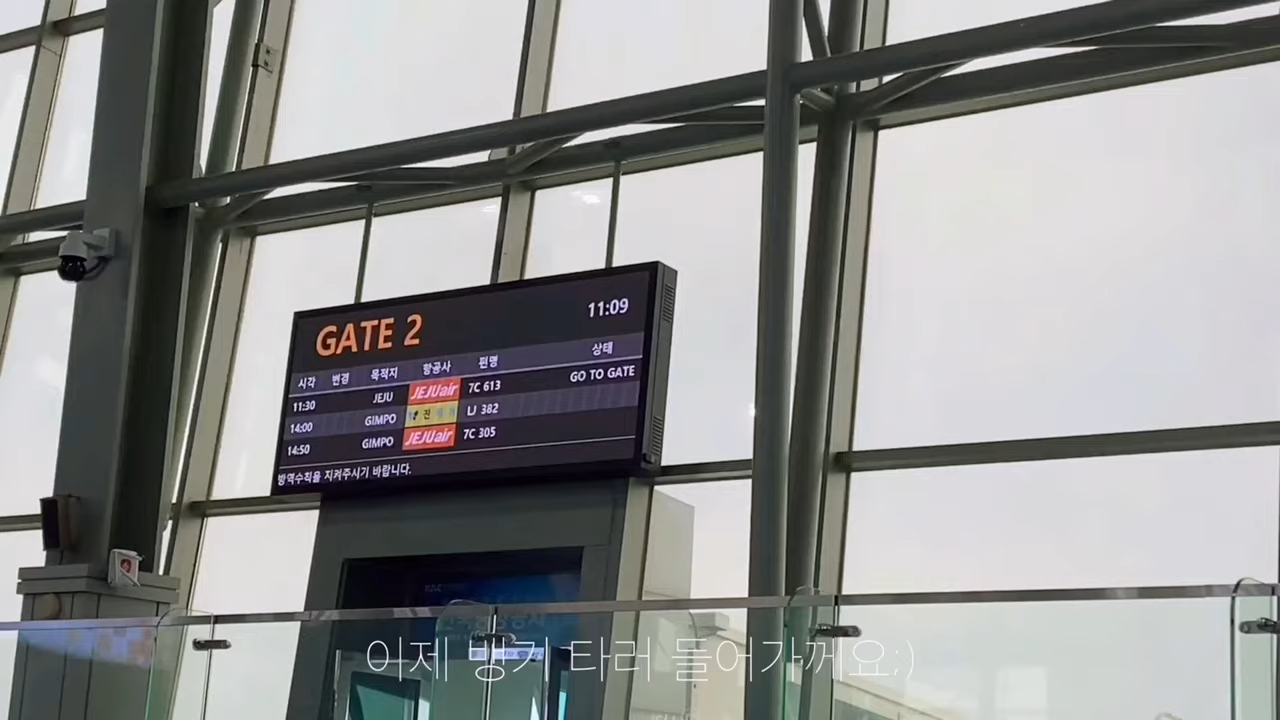 GATE 2 11:09
시각 변경 목적지 항공사 편명 상태
11:30 JEJU JEJUair 7C 613 GO TO GATE
14:00 GIMPO 진에어 LJ 382
14:50 GIMPO JEJUair 7C 305
방역수칙을 지켜주시기 바랍니다.
이제 뱅기 타러 들어가께요;)